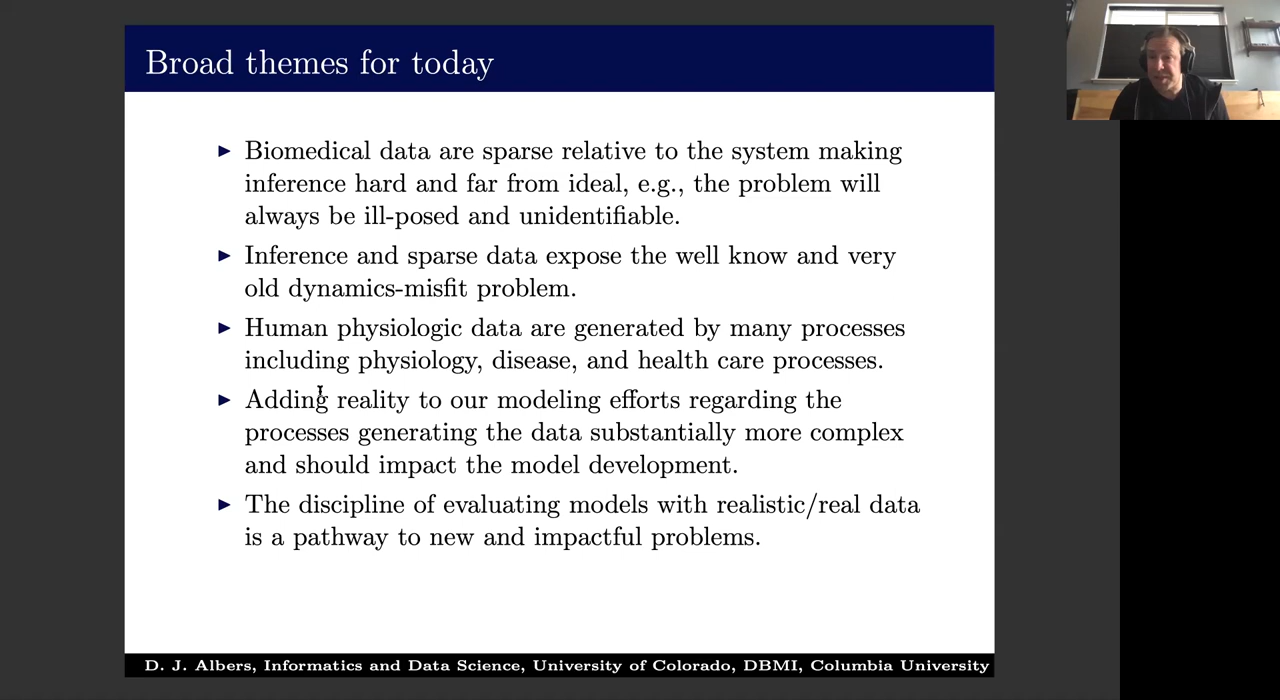 Broad themes for today
Biomedical data are sparse relative to the system making
inference hard and far from ideal, e.g., the problem will
always be ill-posed and unidentifiable.
Inference and sparse data expose the well know and very
old dynamics-misfit problem.
Human physiologic data are generated by many processes
including physiology, disease, and health care processes.
Adding reality to our modeling efforts regarding the
processes generating the data substantially more complex
and should impact the model development.
The discipline of evaluating models with realistic/real data
is a pathway to new and impactful problems.
D. J. Albers, Informatics and Data Science, University of Colorado, DBMI, Columbia University